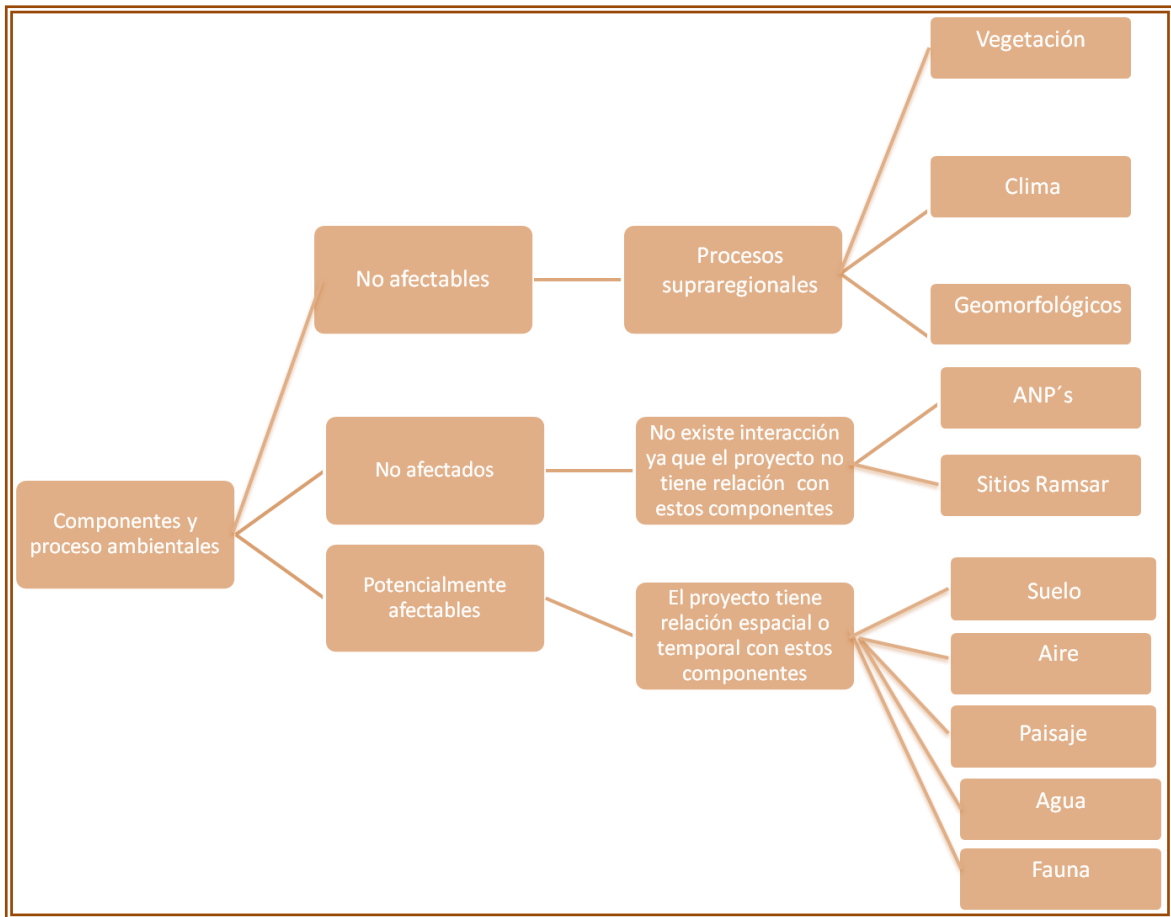 Componentes y
proceso ambientales
No afectables
Procesos
supraregionales
Vegetación
Clima
Geomorfológicos
No afectados
No existe interacción
ya que el proyecto no
tiene relación con
estos componentes
ANP´s
Sitios Ramsar
Potencialmente
afectables
El proyecto tiene
relación espacial o
temporal con estos
componentes
Suelo
Aire
Paisaje
Agua
Fauna